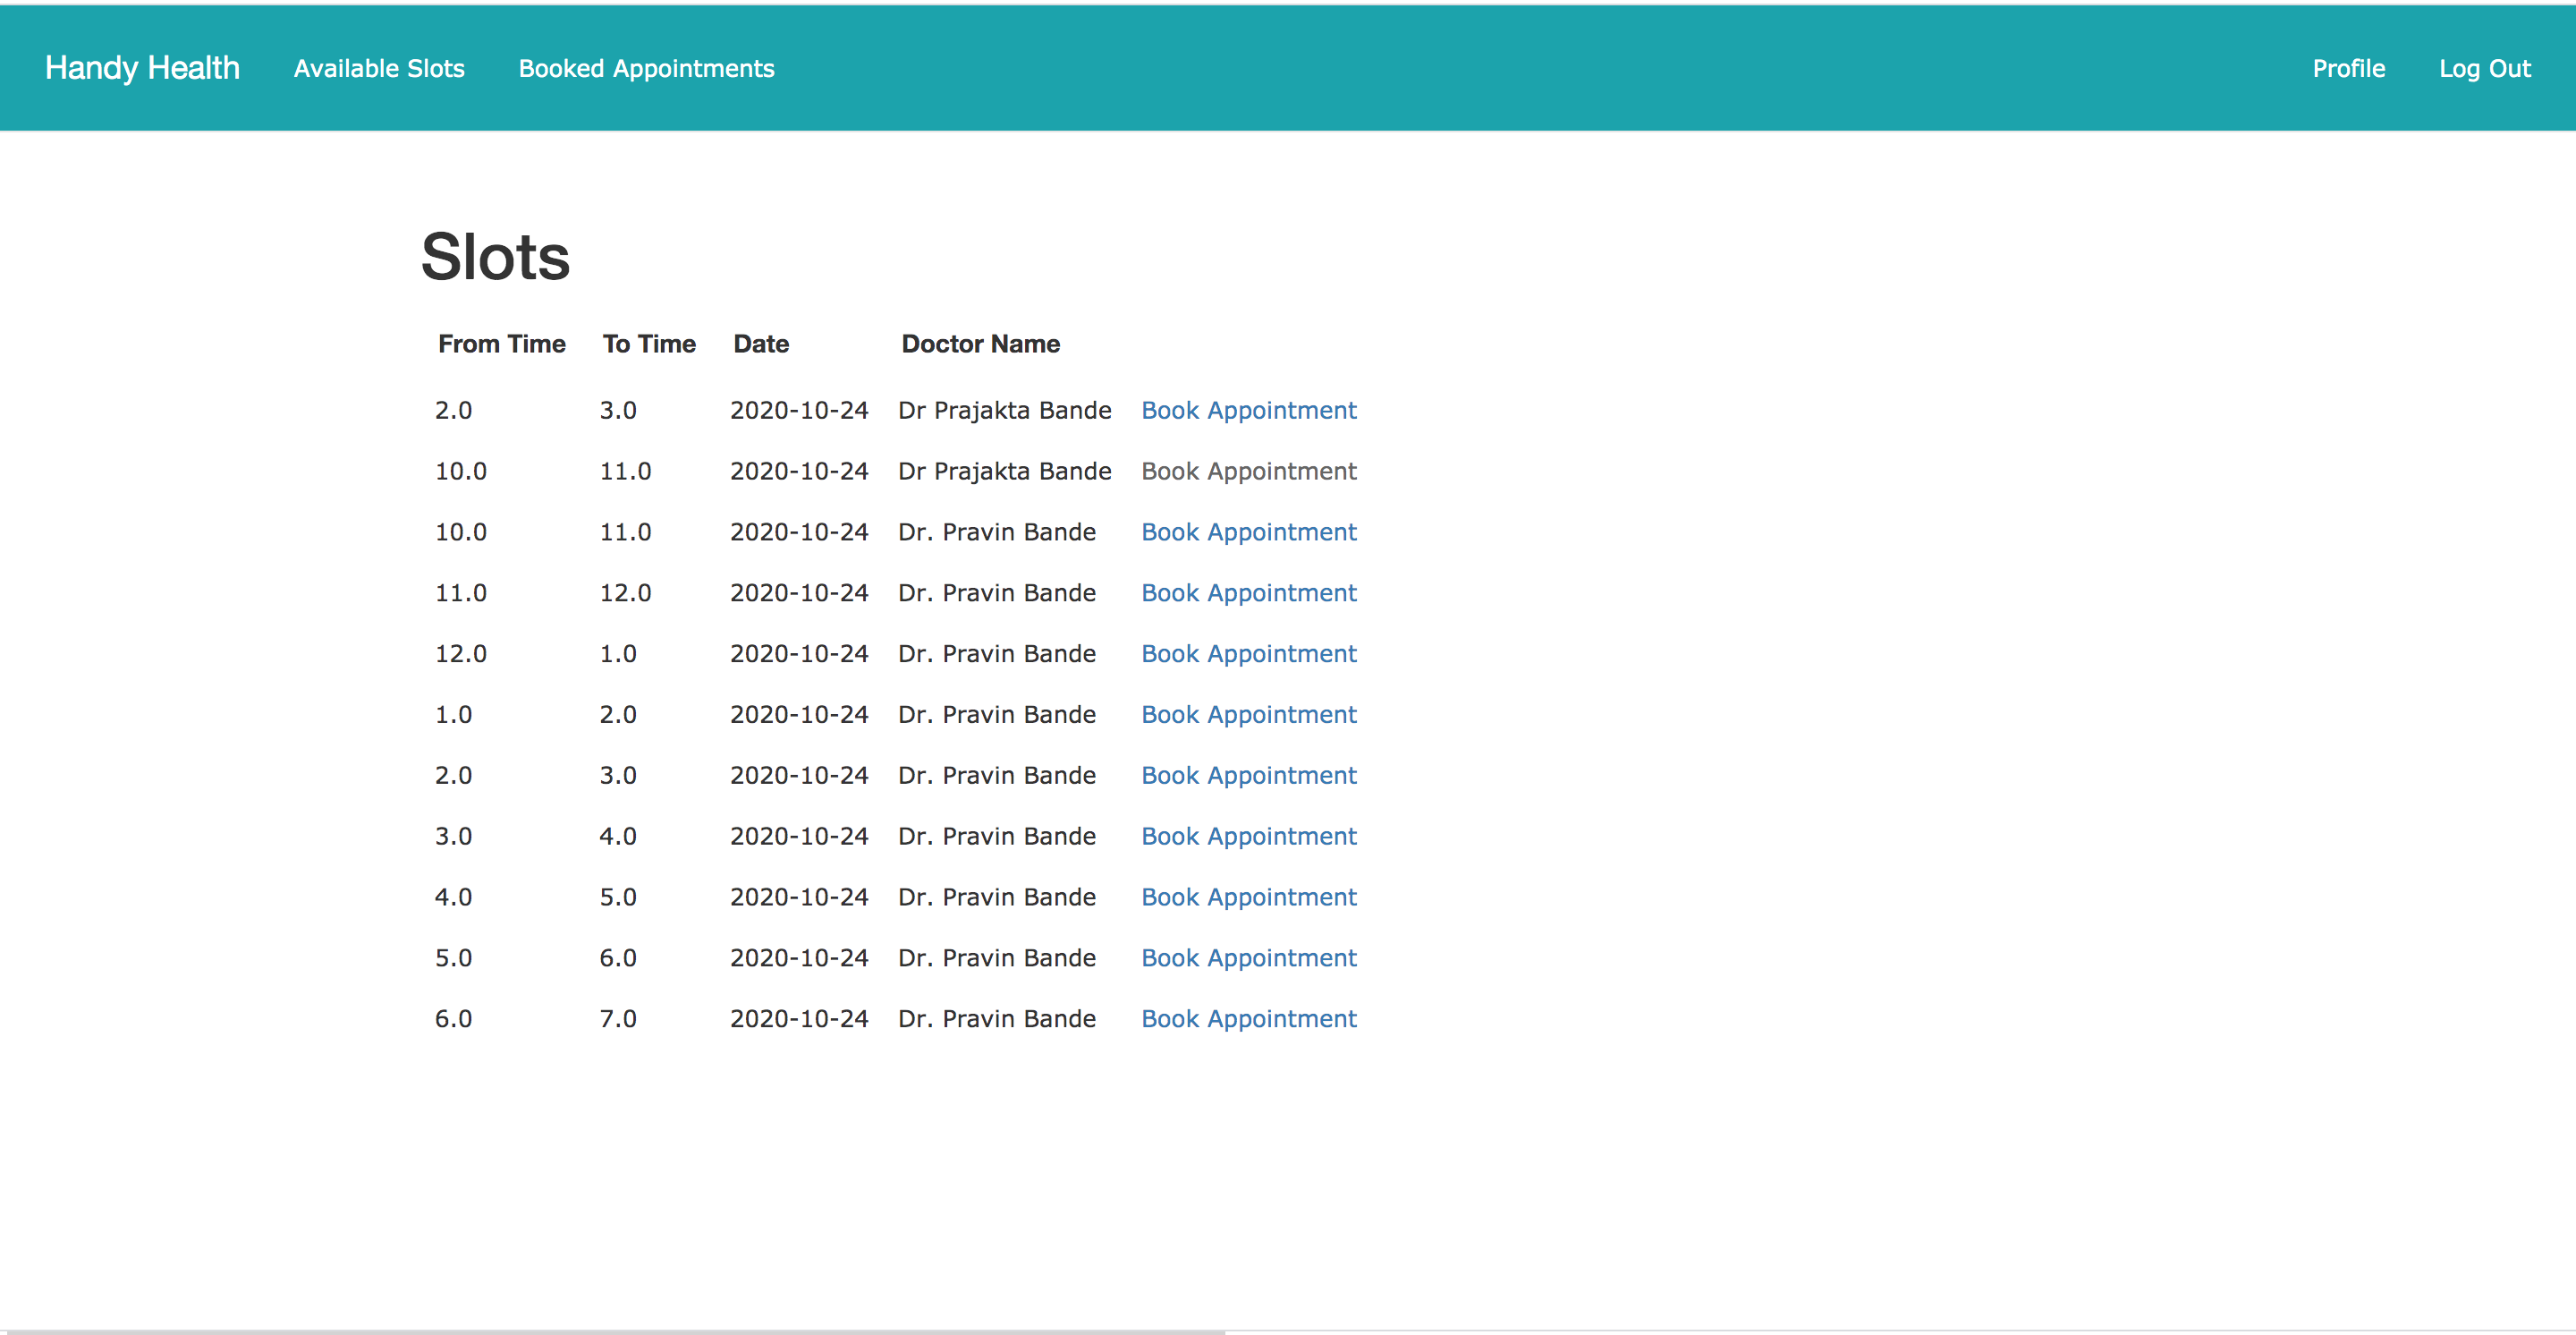 Handy Health Available Slots Booked Appointments Profile Log Out
Slots
From Time To Time Date Doctor Name
2.0 3.0 2020-10-24 Dr Prajakta Bande Book Appointment
10.0 11.0 2020-10-24 Dr Prajakta Bande Book Appointment
10.0 11.0 2020-10-24 Dr. Pravin Bande Book Appointment
11.0 12.0 2020-10-24 Dr. Pravin Bande Book Appointment
12.0 1.0 2020-10-24 Dr. Pravin Bande Book Appointment
1.0 2.0 2020-10-24 Dr. Pravin Bande Book Appointment
2.0 3.0 2020-10-24 Dr. Pravin Bande Book Appointment
3.0 4.0 2020-10-24 Dr. Pravin Bande Book Appointment
4.0 5.0 2020-10-24 Dr. Pravin Bande Book Appointment
5.0 6.0 2020-10-24 Dr. Pravin Bande Book Appointment
6.0 7.0 2020-10-24 Dr. Pravin Bande Book Appointment